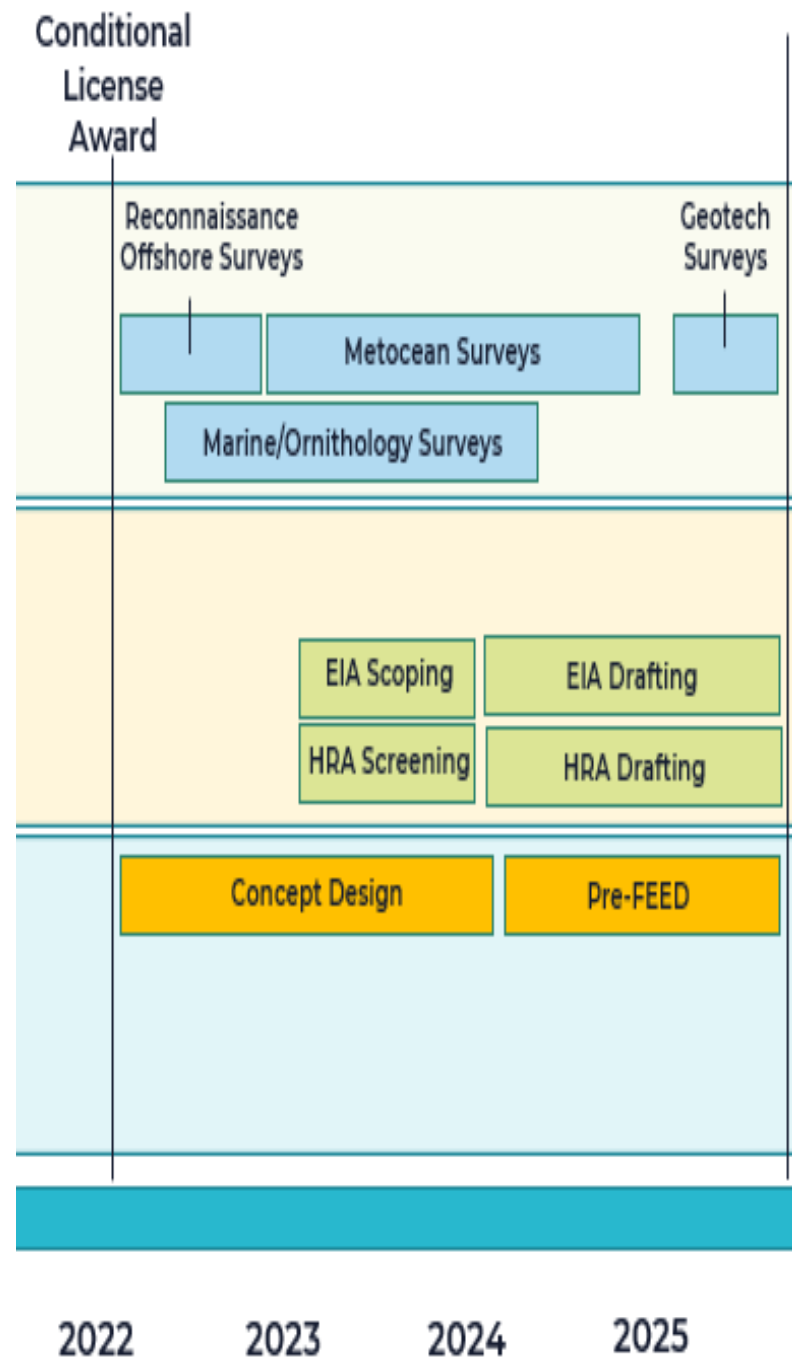 Conditional
License
Award
Reconnaissance
Offshore Surveys
Geotech
Surveys
Metocean Surveys
Marine/Ornithology Surveys
EIA Scoping
EIA Drafting
HRA Screening
HRA Drafting
Concept Design
Pre-FEED
2022
2023
2024
2025